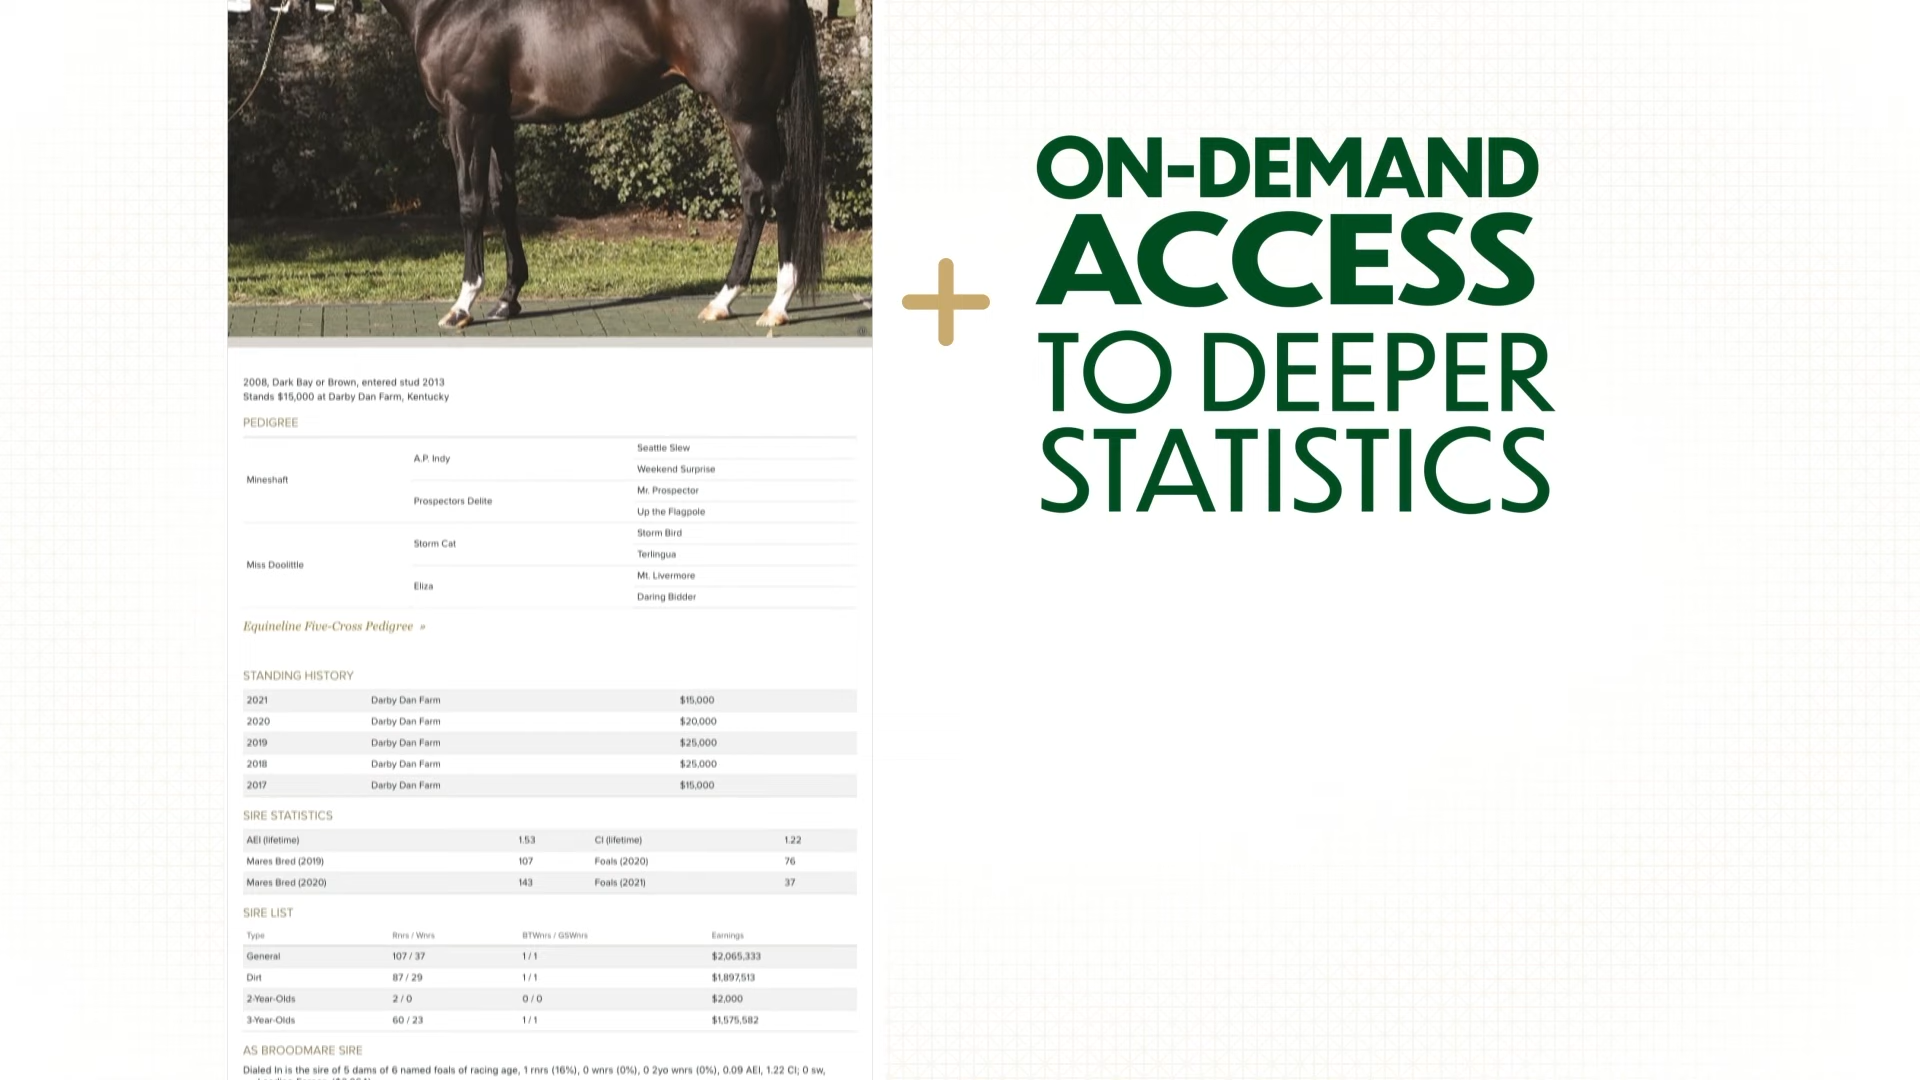 ON-DEMAND
ACCESS
TO DEEPER
STATISTICS
2008, Dark Bay or Brown, entered stud 2013
Stands $15,000 at Darby Dan Farm, Kentucky
PEDIGREE
Mineshaft
A.P. Indy
Seattle Slew
Weekend Surprise
Prospectors Delite
Mr. Prospector
Up the Flagpole
Miss Doolittle
Storm Cat
Storm Bird
Terlingua
Eliza
Mt. Livermore
Daring Bidder
Equineline Five-Cross Pedigree »
STANDING HISTORY
2021 Darby Dan Farm $15,000
2020 Darby Dan Farm $20,000
2019 Darby Dan Farm $25,000
2018 Darby Dan Farm $25,000
2017 Darby Dan Farm $15,000
SIRE STATISTICS
AEI (lifetime) 1.53 CI (lifetime) 1.22
Mares Bred (2019) 107 Foals (2020) 76
Mares Bred (2020) 143 Foals (2021) 37
SIRE LIST
Type Rnrs / Wnrs BTWnrs / GSWnrs Earnings
General 107 / 37 1 / 1 $2,065,333
Dirt 87 / 29 1 / 1 $1,897,513
2-Year-Olds 2 / 0 0 / 0 $2,000
3-Year-Olds 60 / 23 1 / 1 $1,575,582
AS BROODMARE SIRE
Dialed In is the sire of 5 dams of 6 named foals of racing age, 1 rnrs (16%), 0 wnrs (0%), 0 2yo wnrs (0%), 0.09 AEI, 1.22 CI; 0 sw,